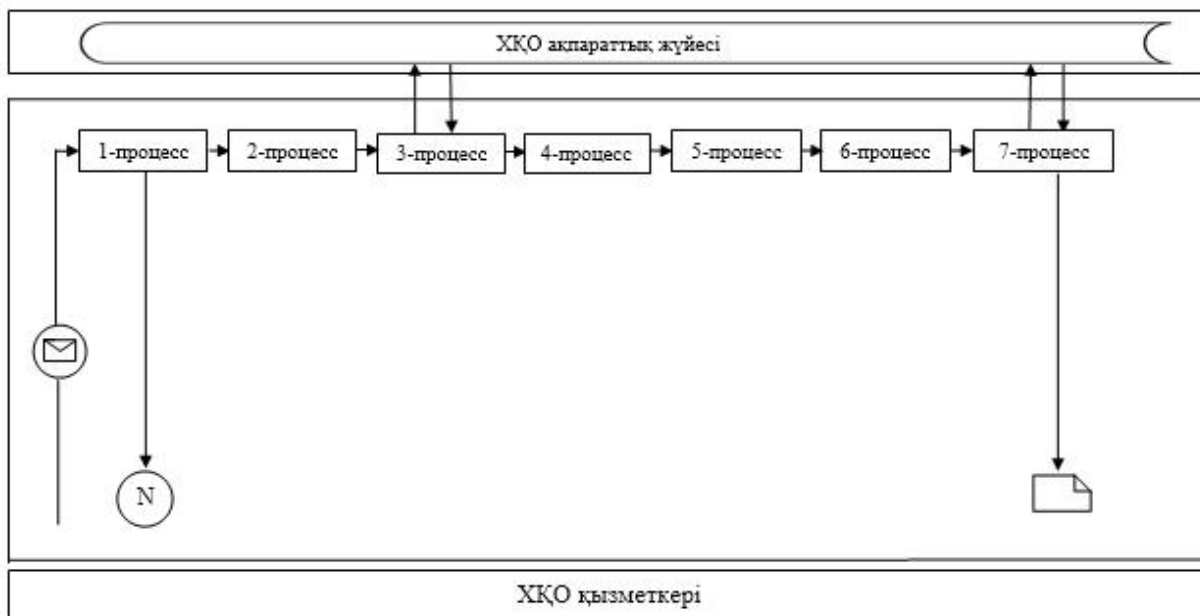 ХҚО ақпараттық жүйесі
1-процесс
2-процесс
3-процесс
4-процесс
5-процесс
6-процесс
7-процесс
N
ХҚО қызметкері